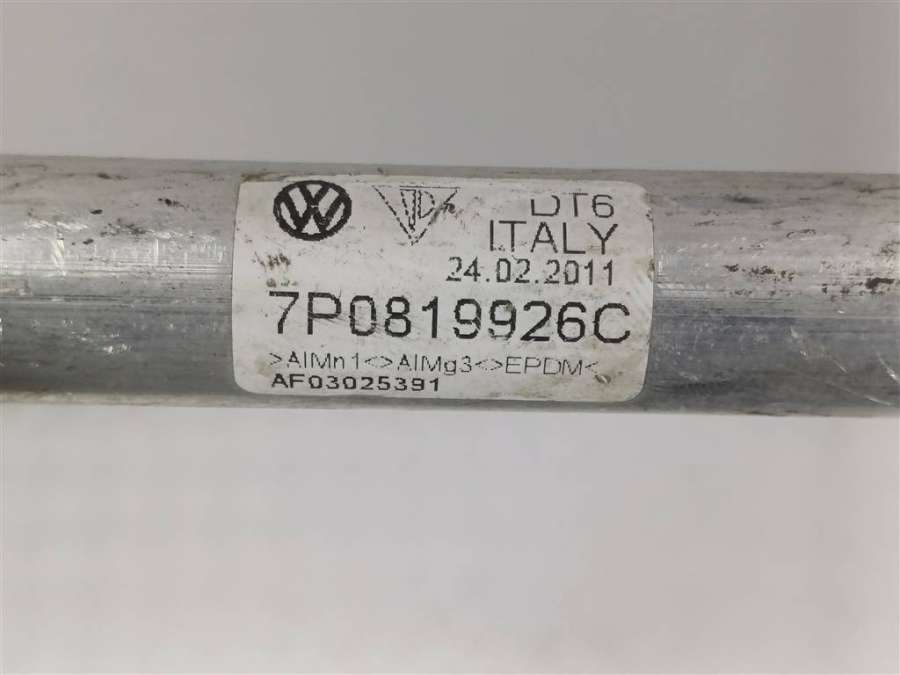 DT6
ITALY
24.02.2011
7P0819926C
>AlMn1<>AlMg3<>EPDM<
AF03025391